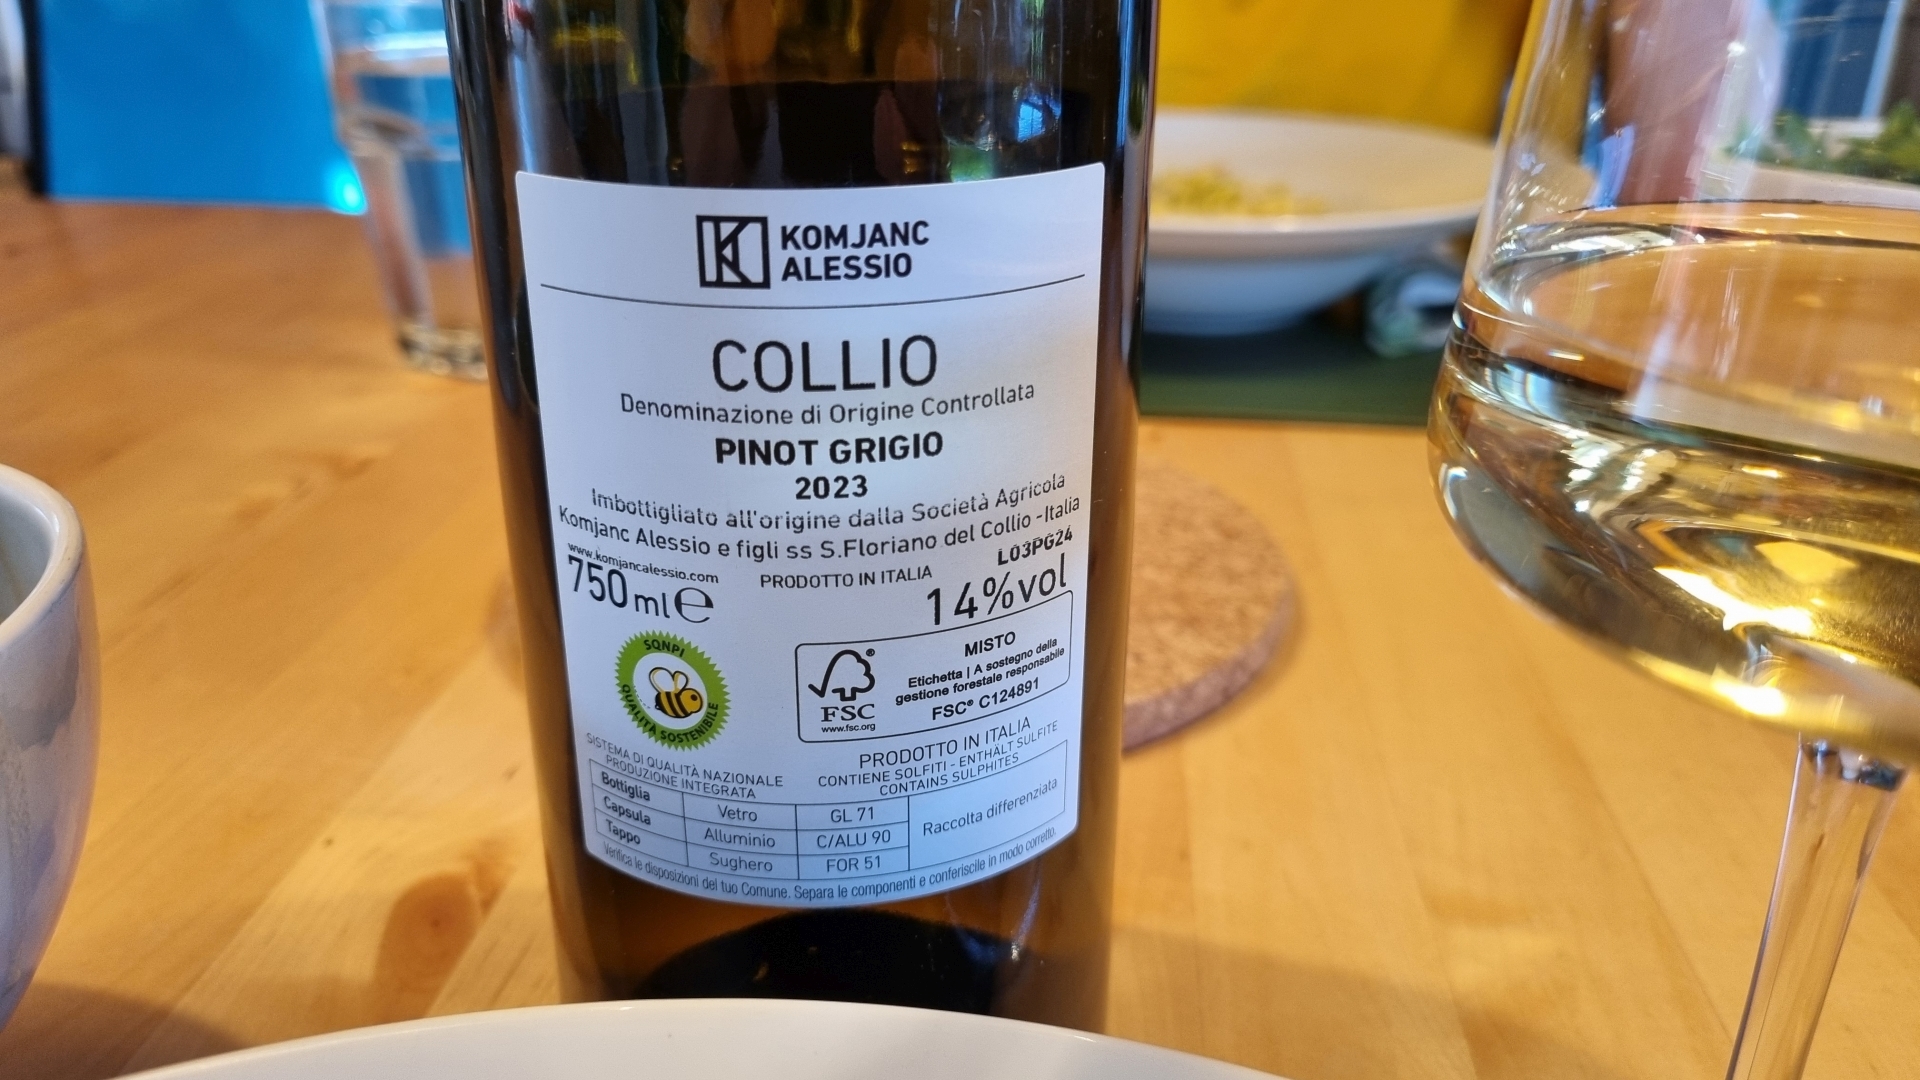 KOMJANC
ALESSIO
COLLIO
Denominazione di Origine Controllata
PINOT GRIGIO
2023
Imbottigliato all'origine dalla Società Agricola
Komjanc Alessio e figli ss S.Floriano del Collio -Italia
www.komjancalessio.com
L03PG24
750 ml e
PRODOTTO IN ITALIA
14%vol
SQNPI
QUALITÀ SOSTENIBILE
SISTEMA DI QUALITÀ NAZIONALE
PRODUZIONE INTEGRATA
FSC®
www.fsc.org
MISTO
Etichetta | A sostegno della
gestione forestale responsabile
FSC® C124891
PRODOTTO IN ITALIA
CONTIENE SOLFITI - ENTHÄLT SULFITE
CONTAINS SULPHITES
Bottiglia Vetro GL 71
Capsula Alluminio C/ALU 90
Tappo Sughero FOR 51
Raccolta differenziata
Verifica le disposizioni del tuo Comune. Separa le componenti e conferiscile in modo corretto.